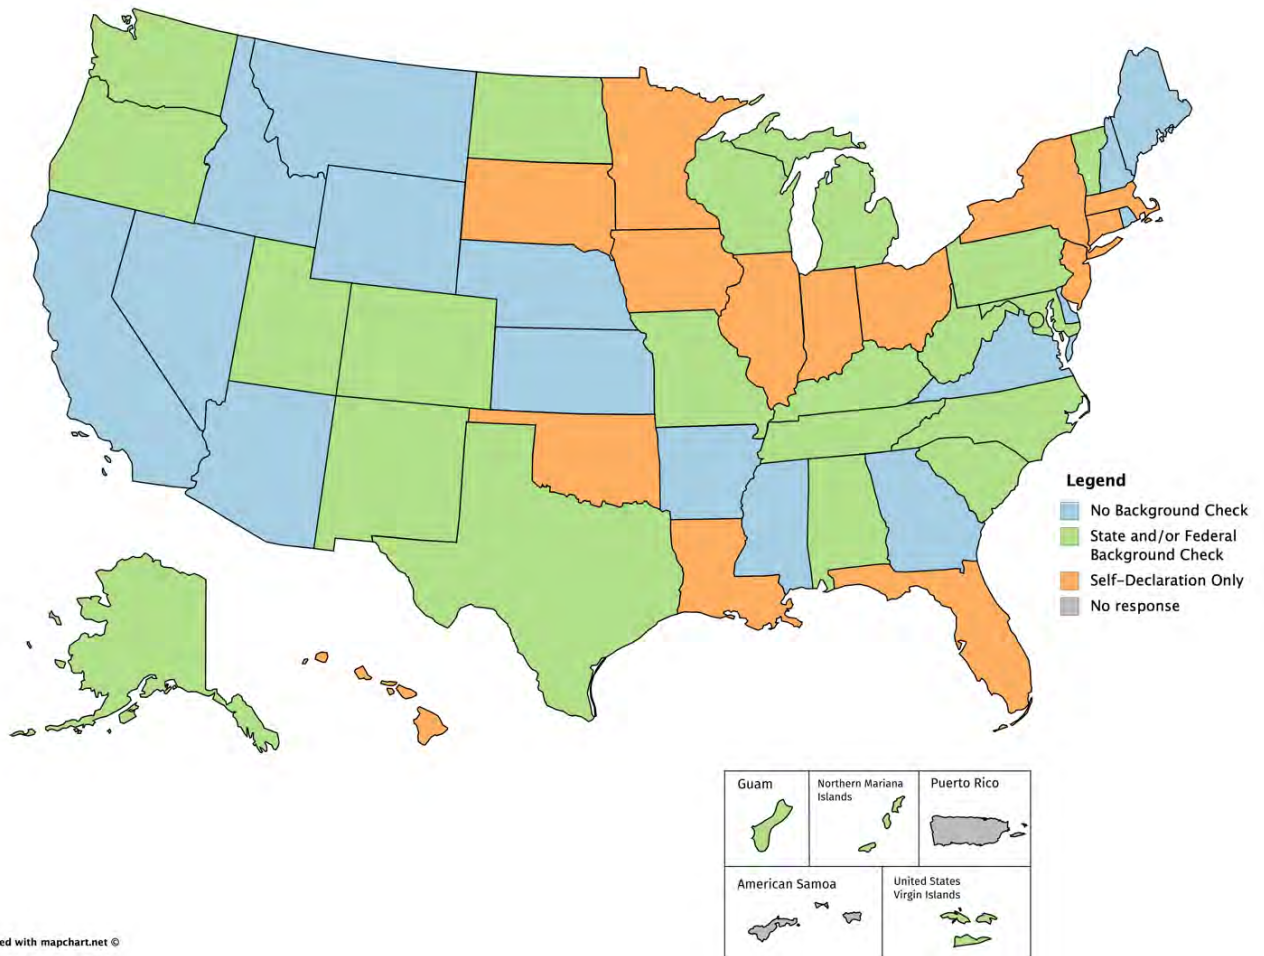 Legend
No Background Check
State and/or Federal
Background Check
Self-Declaration Only
No response
Guam
Northern Mariana
Islands
Puerto Rico
American Samoa
United States
Virgin Islands
ed with mapchart.net ©